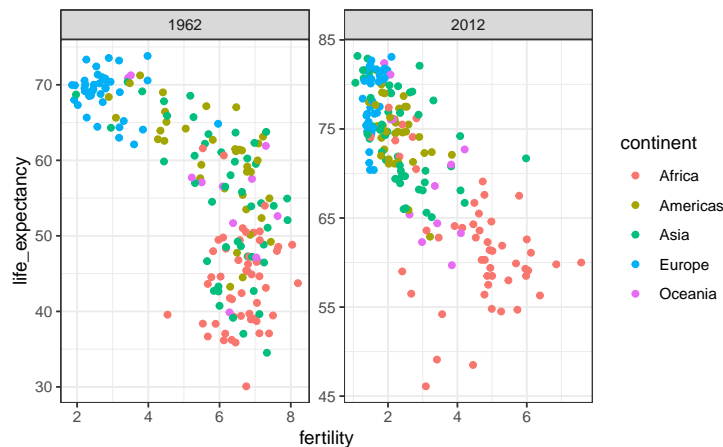 1962
2012
life_expectancy
70
60
50
40
30
85
75
65
55
45
2
4
6
8
2
4
6
fertility
continent
Africa
Americas
Asia
Europe
Oceania